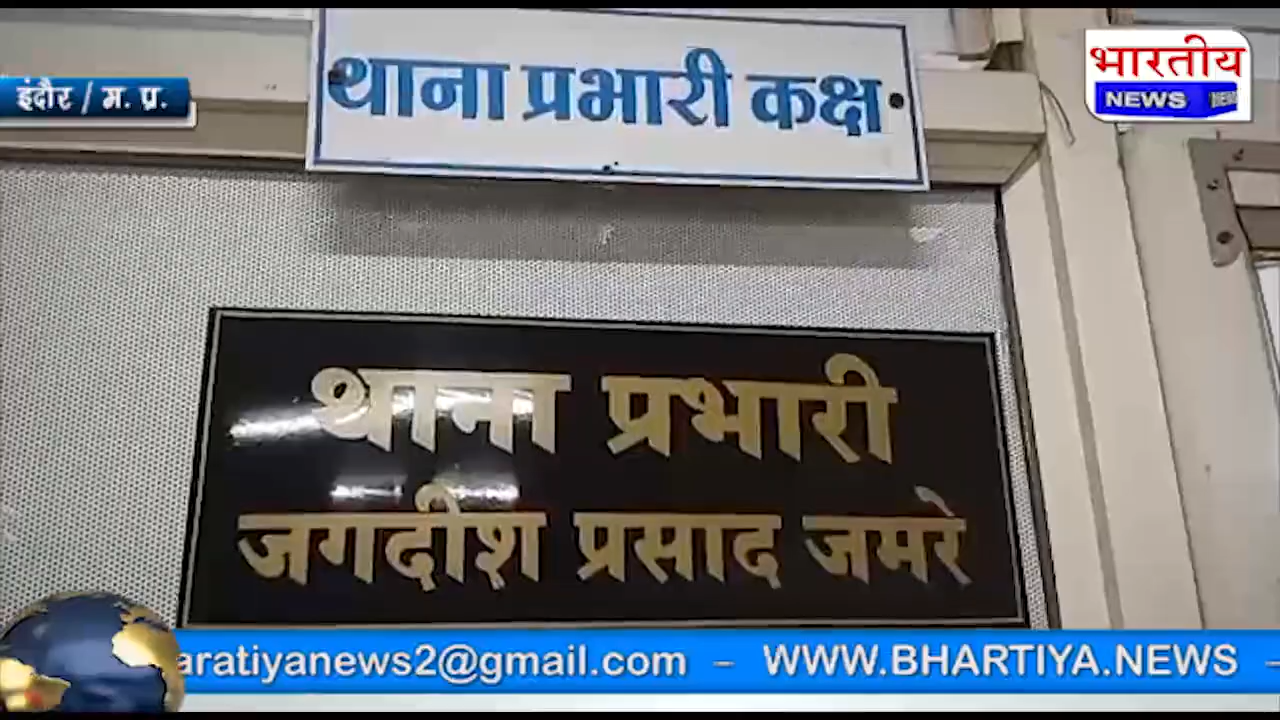 थाना प्रभारी कक्ष
इंदौर / म. प्र.
भारतीय
NEWS
थाना प्रभारी
जगदीश प्रसाद जमरे
aratiyanews2@gmail.com – WWW.BHARTIYA.NEWS –